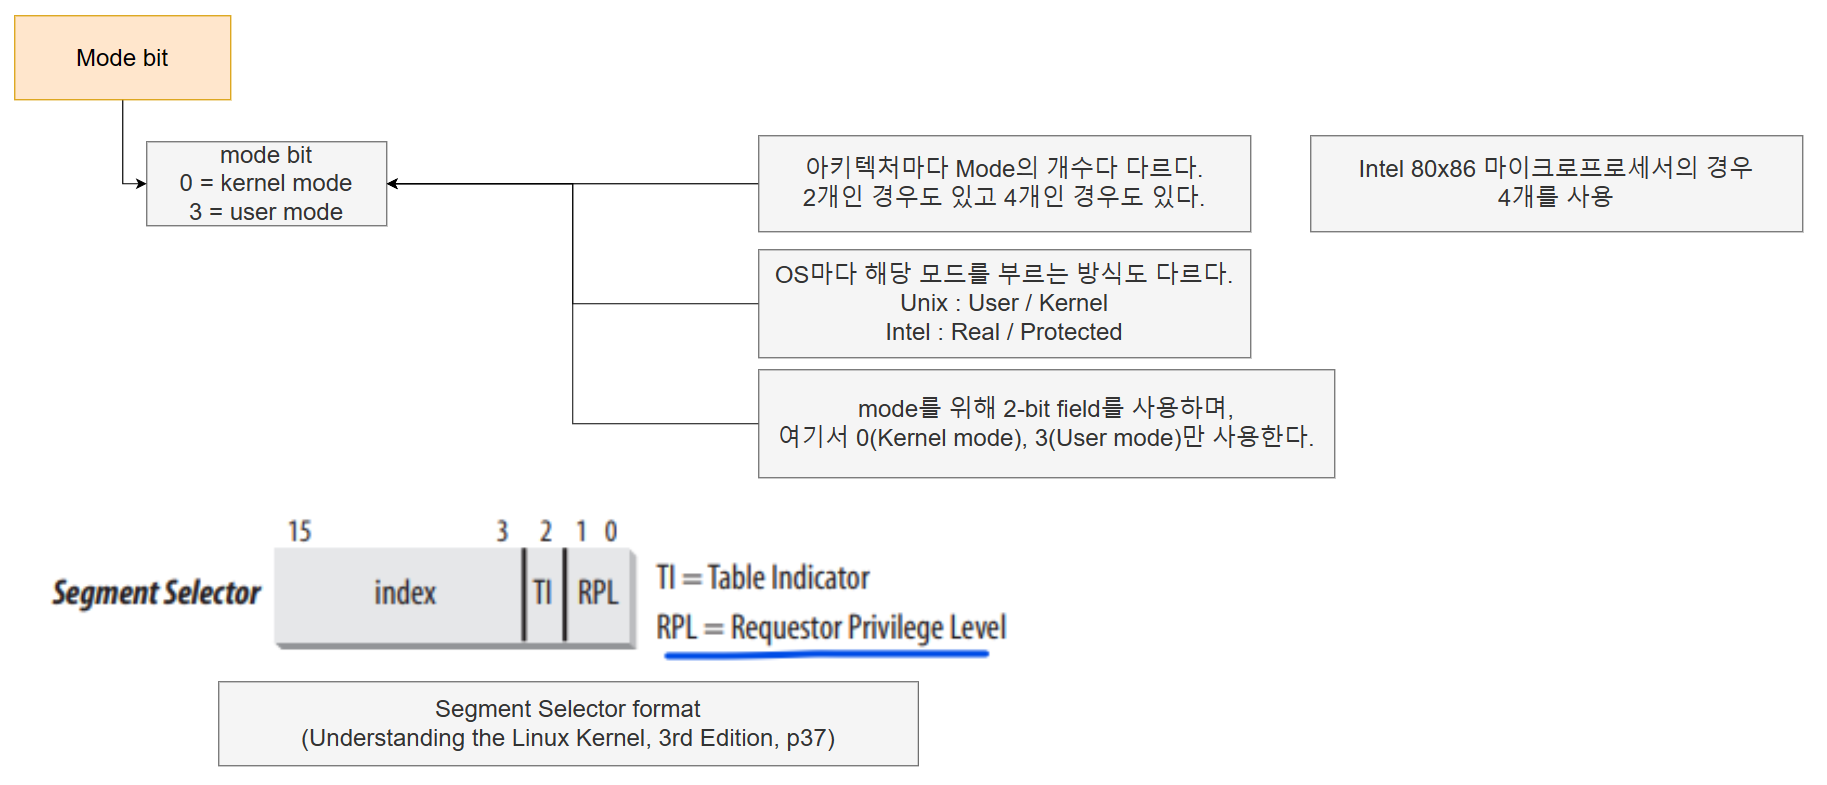 Mode bit
mode bit
0 = kernel mode
3 = user mode
아키텍처마다 Mode의 개수다 다르다.
2개인 경우도 있고 4개인 경우도 있다.
Intel 80x86 마이크로프로세서의 경우
4개를 사용
OS마다 해당 모드를 부르는 방식도 다르다.
Unix : User / Kernel
Intel : Real / Protected
mode를 위해 2-bit field를 사용하며,
여기서 0(Kernel mode), 3(User mode)만 사용한다.
15 3 2 1 0
Segment Selector index TI RPL
TI = Table Indicator
RPL = Requestor Privilege Level
Segment Selector format
(Understanding the Linux Kernel, 3rd Edition, p37)